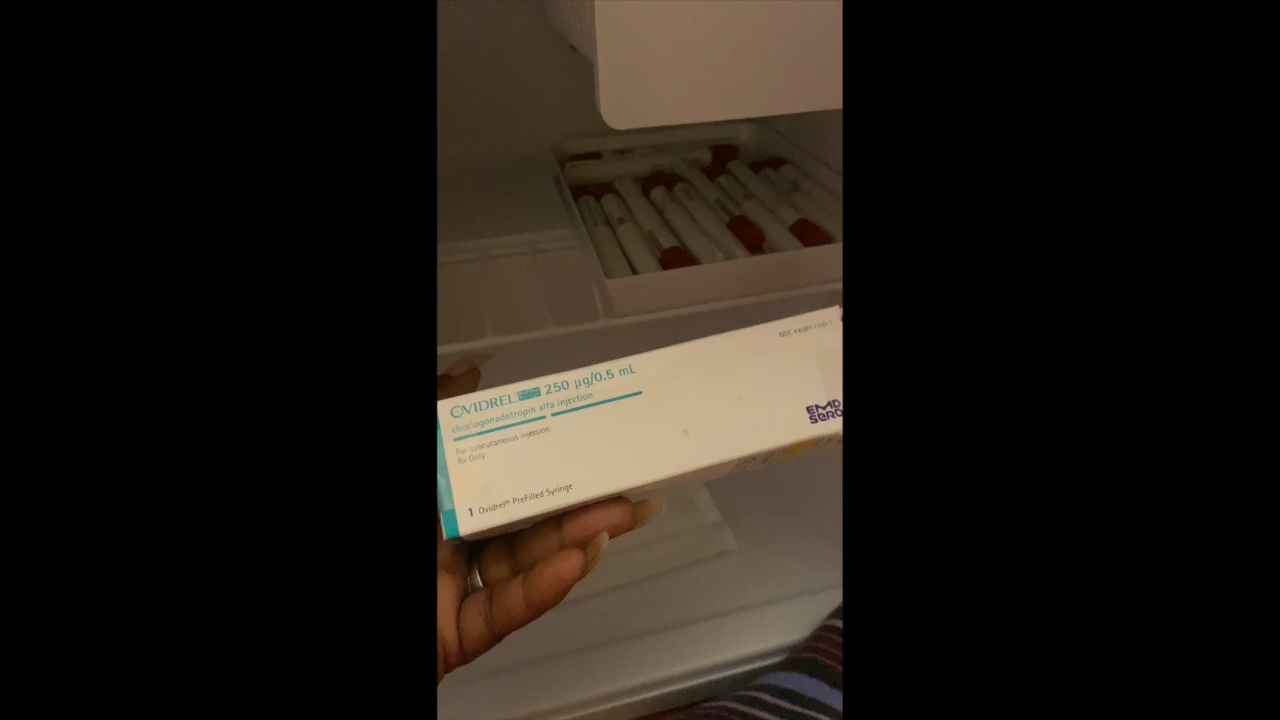 OVIDREL 250 µg/0.5 mL
choriogonadotropin alfa injection
For subcutaneous injection
Rx Only
1 Ovidrel® PreFilled Syringe
NDC
EMD
SERO